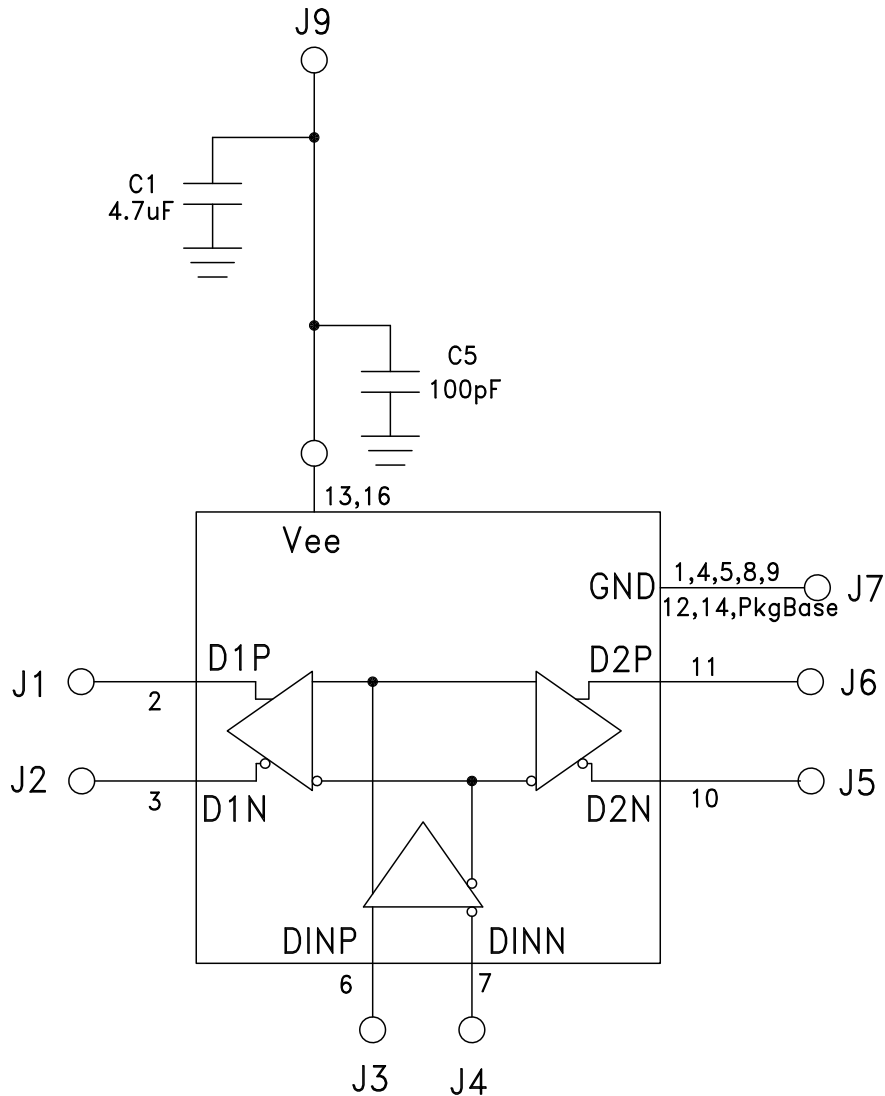 J9
C1
4.7uF
C5
100pF
13,16
Vee
GND
1,4,5,8,9
12,14,PkgBase
J7
J1
2
D1P
D2P
11
J6
J2
3
D1N
D2N
10
J5
DINP
DINN
6
7
J3
J4